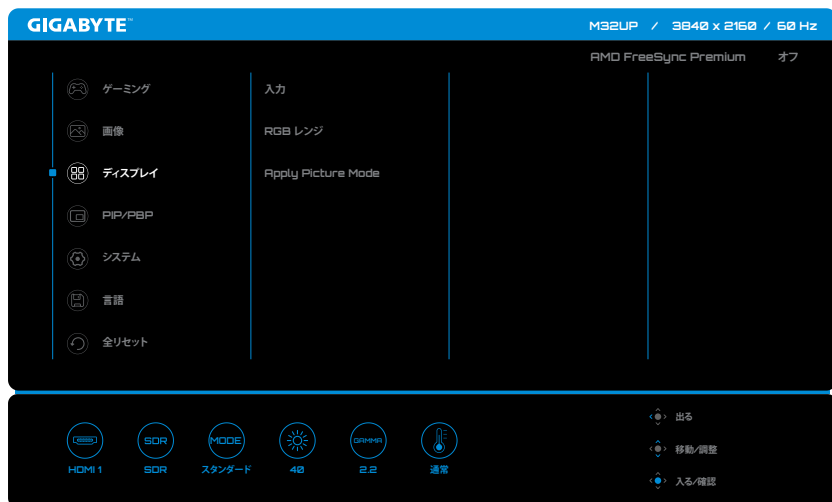 GIGABYTE™
M32UP / 3840 x 2160 / 60 Hz
AMD FreeSync Premium オフ
ゲーミング
画像
ディスプレイ
PIP/PBP
システム
言語
全リセット
入力
RGB レンジ
Apply Picture Mode
HDMI 1
SDR
SDR
MODE
スタンダード
40
GAMMA
2.2
通常
出る
移動/調整
入る/確認